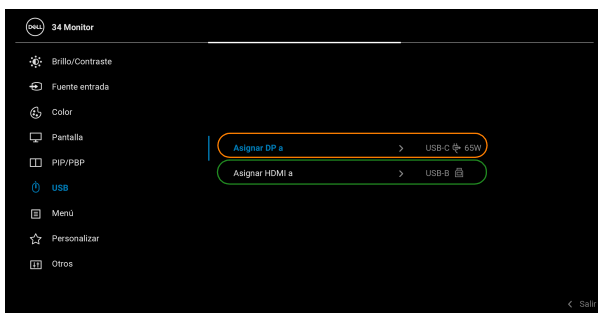 DELL 34 Monitor
Brillo/Contraste
Fuente entrada
Color
Pantalla
Asignar DP a > USB-C 65W
PIP/PBP
Asignar HDMI a > USB-B
USB
Menú
Personalizar
Otros
< Salir